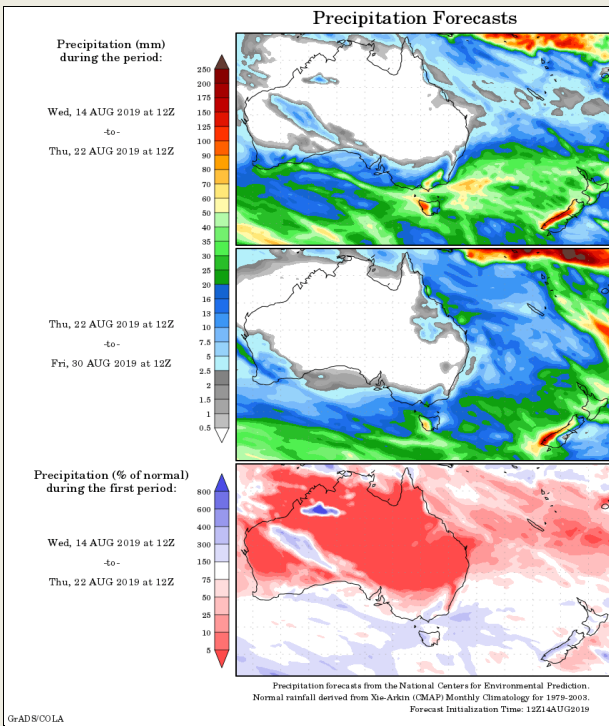 Precipitation Forecasts
Precipitation (mm)
during the period:
Wed, 14 AUG 2019 at 12Z
-to-
Thu, 22 AUG 2019 at 12Z
250
200
175
150
125
100
90
80
70
60
50
40
35
30
25
20
16
13
10
7.5
5
2.5
2
1.5
1
0.5
Thu, 22 AUG 2019 at 12Z
-to-
Fri, 30 AUG 2019 at 12Z
Precipitation (% of normal)
during the first period:
Wed, 14 AUG 2019 at 12Z
-to-
Thu, 22 AUG 2019 at 12Z
800
600
400
300
150
75
50
25
10
5
Precipitation forecasts from the National Centers for Environmental Prediction.
Normal rainfall derived from Xie-Arkin (CMAP) Monthly Climatology for 1979-2003.
Forecast Initialization Time: 12Z14AUG2019
GrADS/COLA